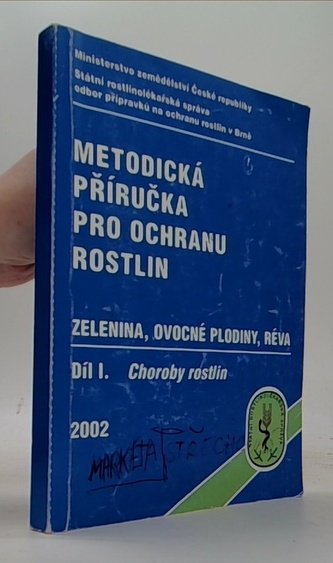 Ministerstvo zemědělství České republiky
Státní rostlinolékařská správa
odbor přípravků na ochranu rostlin v Brně
METODICKÁ
PŘÍRUČKA
PRO OCHRANU
ROSTLIN
ZELENINA, OVOCNÉ PLODINY, RÉVA
Díl I. Choroby rostlin
2002
MARKÉTA